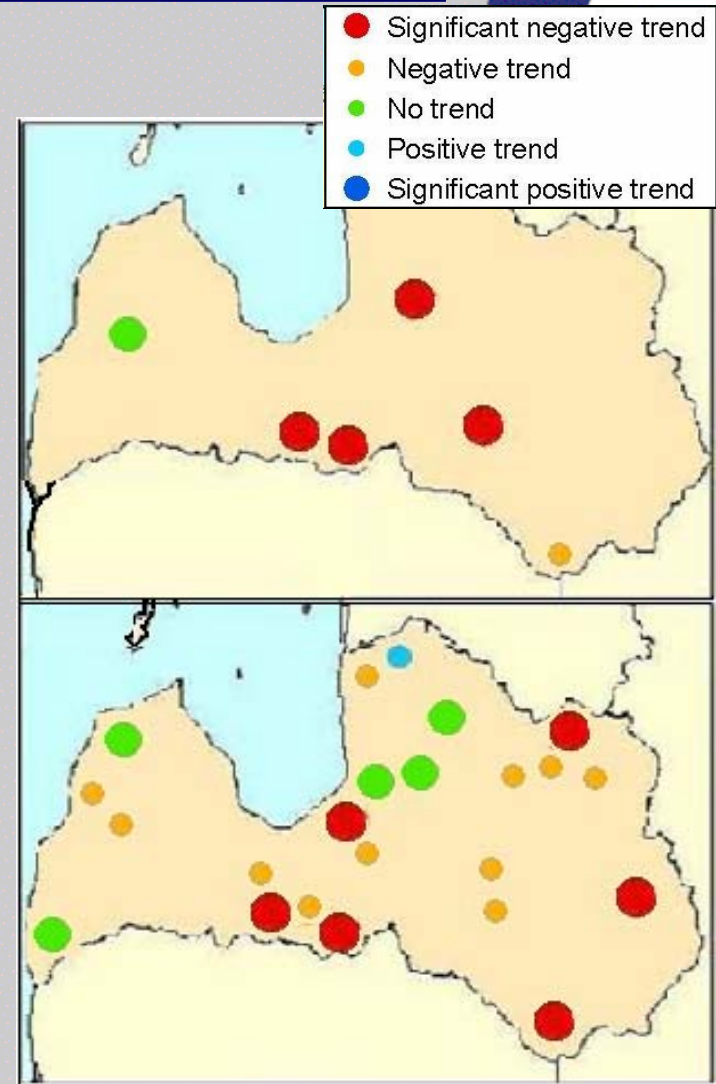 Significant negative trend
Negative trend
No trend
Positive trend
Significant positive trend